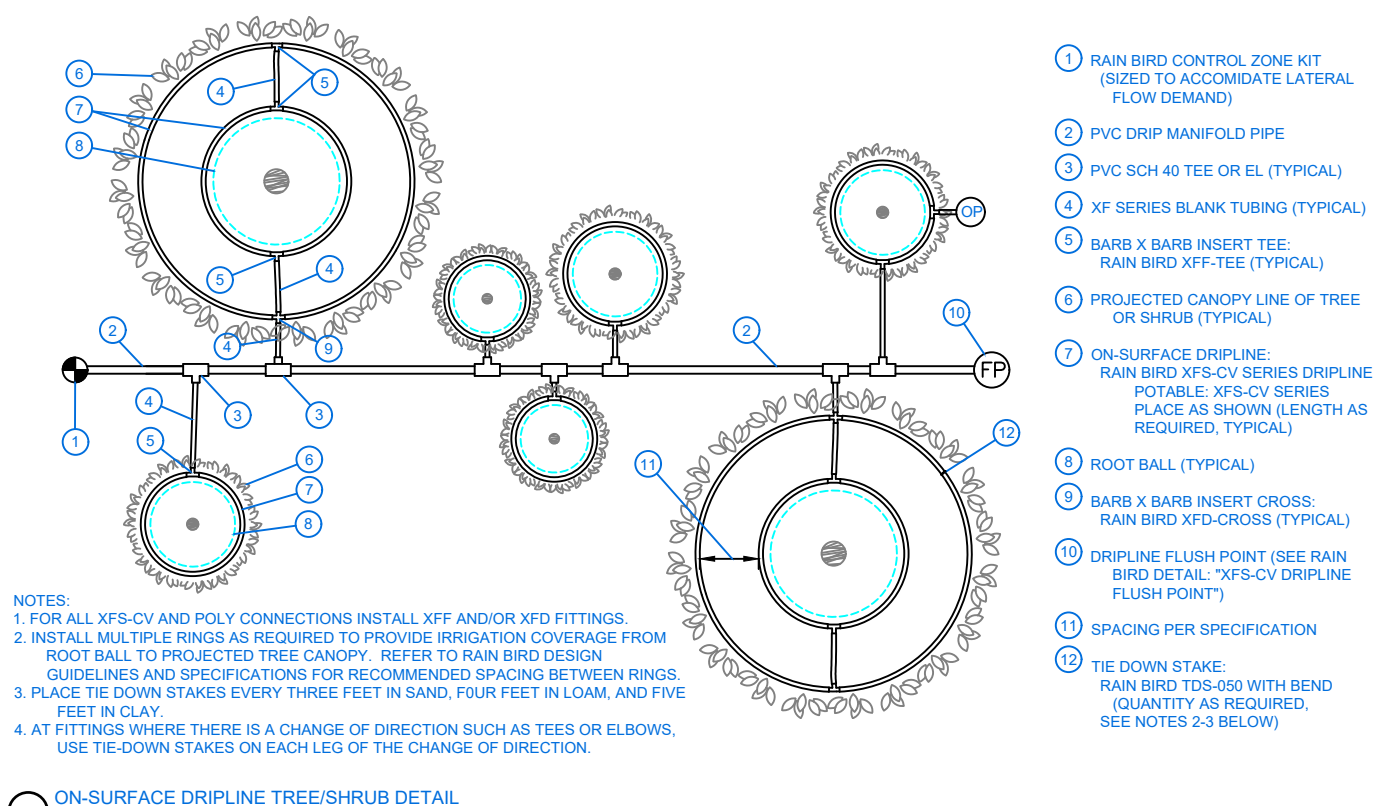 6
7
8
4
5
5
4
4
9
2
1
4
3
3
5
6
7
8
2
OP
10
FP
11
12
1 RAIN BIRD CONTROL ZONE KIT
(SIZED TO ACCOMIDATE LATERAL
FLOW DEMAND)
2 PVC DRIP MANIFOLD PIPE
3 PVC SCH 40 TEE OR EL (TYPICAL)
4 XF SERIES BLANK TUBING (TYPICAL)
5 BARB X BARB INSERT TEE:
RAIN BIRD XFF-TEE (TYPICAL)
6 PROJECTED CANOPY LINE OF TREE
OR SHRUB (TYPICAL)
7 ON-SURFACE DRIPLINE:
RAIN BIRD XFS-CV SERIES DRIPLINE
POTABLE: XFS-CV SERIES
PLACE AS SHOWN (LENGTH AS
REQUIRED, TYPICAL)
8 ROOT BALL (TYPICAL)
9 BARB X BARB INSERT CROSS:
RAIN BIRD XFD-CROSS (TYPICAL)
10 DRIPLINE FLUSH POINT (SEE RAIN
BIRD DETAIL: "XFS-CV DRIPLINE
FLUSH POINT")
11 SPACING PER SPECIFICATION
12 TIE DOWN STAKE:
RAIN BIRD TDS-050 WITH BEND
(QUANTITY AS REQUIRED,
SEE NOTES 2-3 BELOW)
NOTES:
1. FOR ALL XFS-CV AND POLY CONNECTIONS INSTALL XFF AND/OR XFD FITTINGS.
2. INSTALL MULTIPLE RINGS AS REQUIRED TO PROVIDE IRRIGATION COVERAGE FROM
ROOT BALL TO PROJECTED TREE CANOPY. REFER TO RAIN BIRD DESIGN
GUIDELINES AND SPECIFICATIONS FOR RECOMMENDED SPACING BETWEEN RINGS.
3. PLACE TIE DOWN STAKES EVERY THREE FEET IN SAND, F0UR FEET IN LOAM, AND FIVE
FEET IN CLAY.
4. AT FITTINGS WHERE THERE IS A CHANGE OF DIRECTION SUCH AS TEES OR ELBOWS,
USE TIE-DOWN STAKES ON EACH LEG OF THE CHANGE OF DIRECTION.
ON-SURFACE DRIPLINE TREE/SHRUB DETAIL